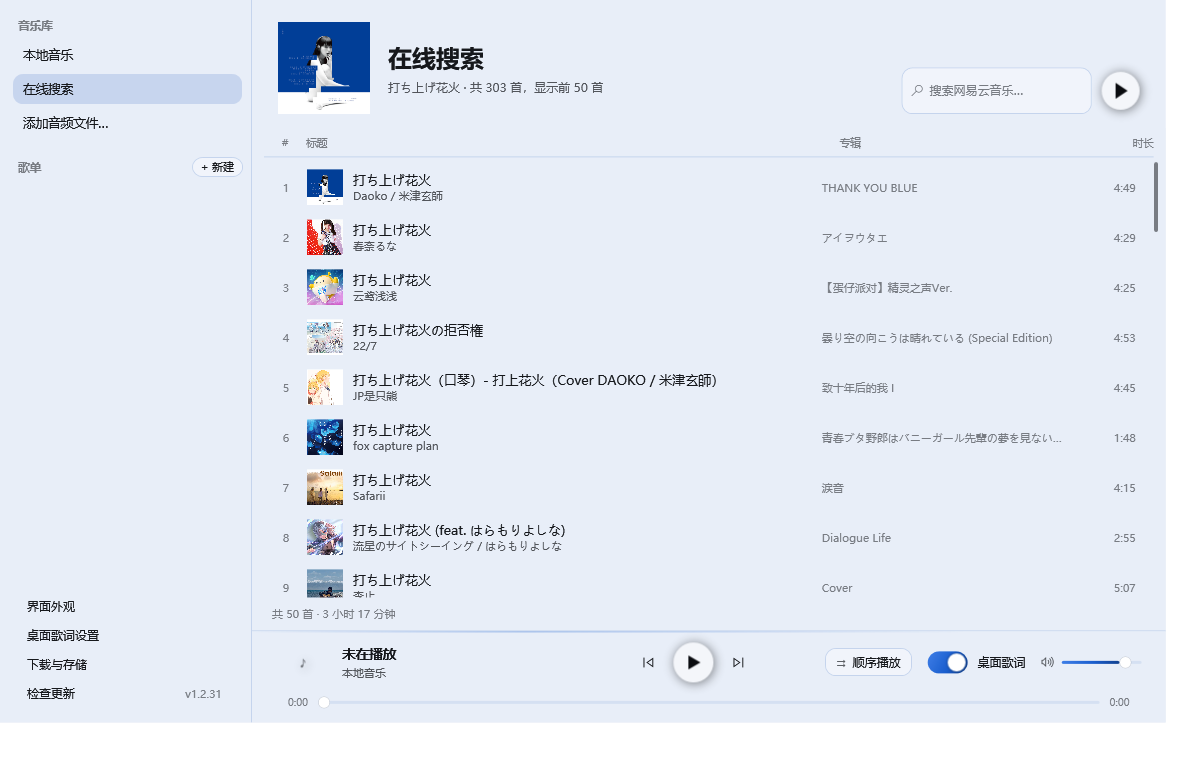 音乐库
本地音乐
在线搜索
添加音频文件...
歌单
+ 新建
界面外观
桌面歌词设置
下载与存储
检查更新 v1.2.31
在线搜索
打ち上げ花火 · 共 303 首，显示前 50 首
搜索网易云音乐...
# 标题 专辑 时长
1 打ち上げ花火 THANK YOU BLUE 4:49
Daoko / 米津玄師
2 打ち上げ花火 アイヲウタエ 4:29
春奈るな
3 打ち上げ花火 【蛋仔派对】精灵之声Ver. 4:25
云鸢浅浅
4 打ち上げ花火の拒否権 曇り空の向こうは晴れている (Special Edition) 4:53
22/7
5 打ち上げ花火（口琴）- 打上花火（Cover DAOKO / 米津玄師） 致十年后的我 I 4:45
JP是只熊
6 打ち上げ花火 青春ブタ野郎はバニーガール先輩の夢を見ない... 1:48
fox capture plan
7 打ち上げ花火 涙音 4:15
Safarii
8 打ち上げ花火 (feat. はらもりよしな) Dialogue Life 2:55
流星のサイトシーイング / はらもりよしな
9 打ち上げ花火 Cover 5:07
共 50 首 · 3 小时 17 分钟
未在播放
本地音乐
顺序播放
桌面歌词
0:00 0:00